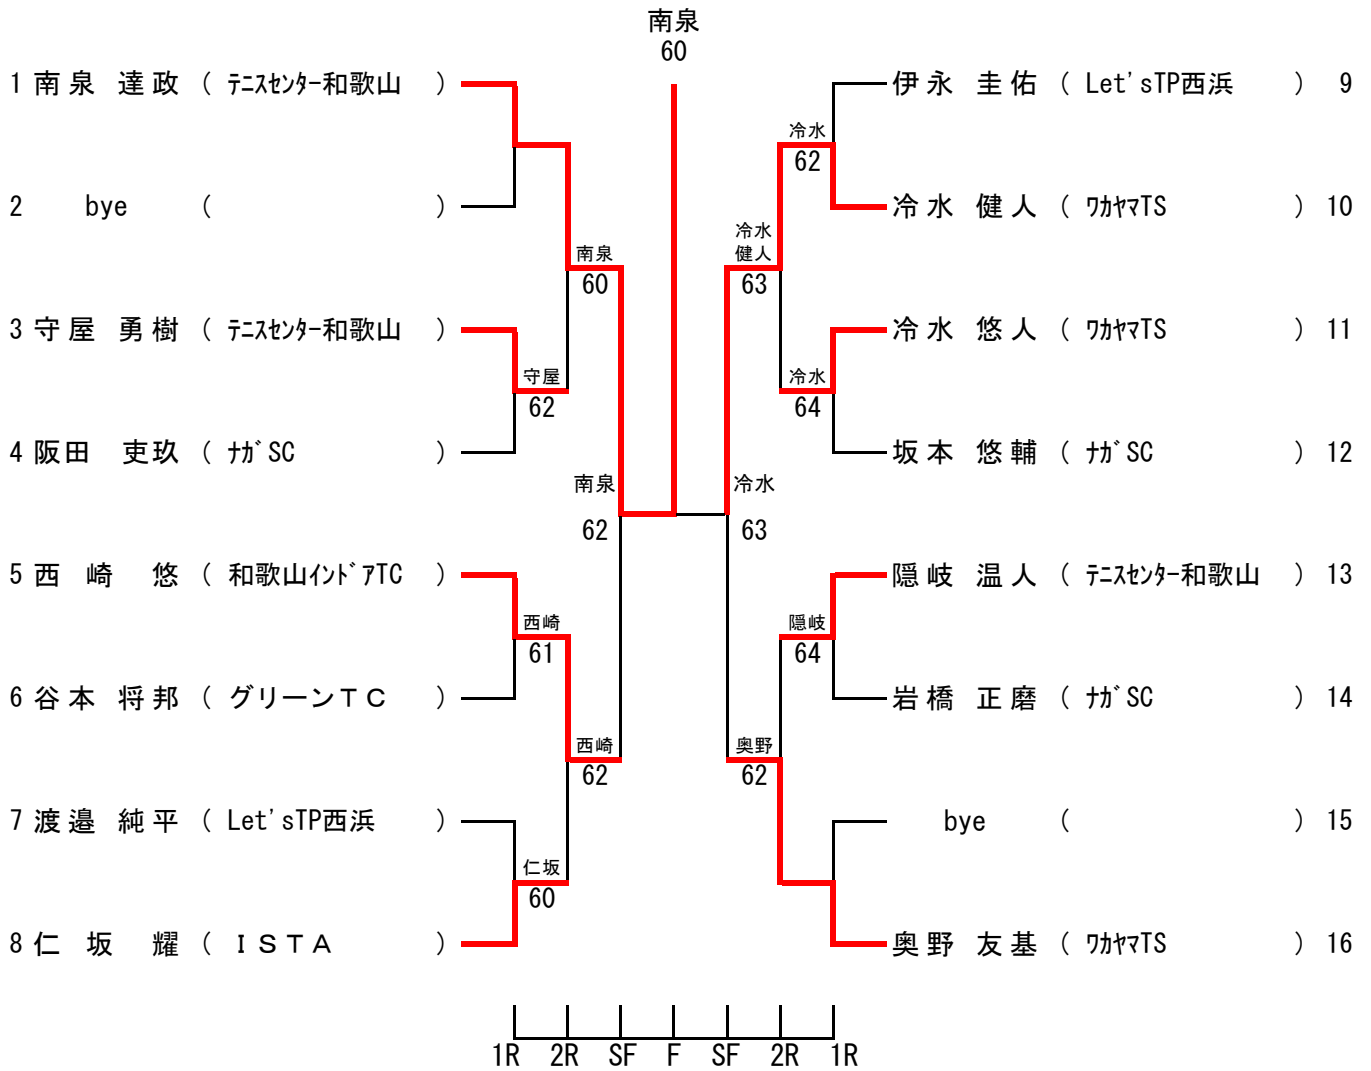 南泉
60
1 南泉 達政 ( ﾃﾆｽｾﾝﾀｰ和歌山 )
2 bye ( )
3 守屋 勇樹 ( ﾃﾆｽｾﾝﾀｰ和歌山 )
4 阪田 吏玖 ( ﾅｶﾞSC )
5 西崎 悠 ( 和歌山ｲﾝﾄﾞｱTC )
6 谷本 将邦 ( グリーンＴＣ )
7 渡邉 純平 ( Let'sTP西浜 )
8 仁坂 耀 ( ＩＳＴＡ )
守屋
62
西崎
61
仁坂
60
南泉
60
西崎
62
南泉
62
冷水
63
冷水
健人
63
奥野
62
冷水
62
冷水
64
隠岐
64
伊永 圭佑 ( Let'sTP西浜 ) 9
冷水 健人 ( ﾜｶﾔﾏTS ) 10
冷水 悠人 ( ﾜｶﾔﾏTS ) 11
坂本 悠輔 ( ﾅｶﾞSC ) 12
隠岐 温人 ( ﾃﾆｽｾﾝﾀｰ和歌山 ) 13
岩橋 正磨 ( ﾅｶﾞSC ) 14
bye ( ) 15
奥野 友基 ( ﾜｶﾔﾏTS ) 16
1R 2R SF F SF 2R 1R